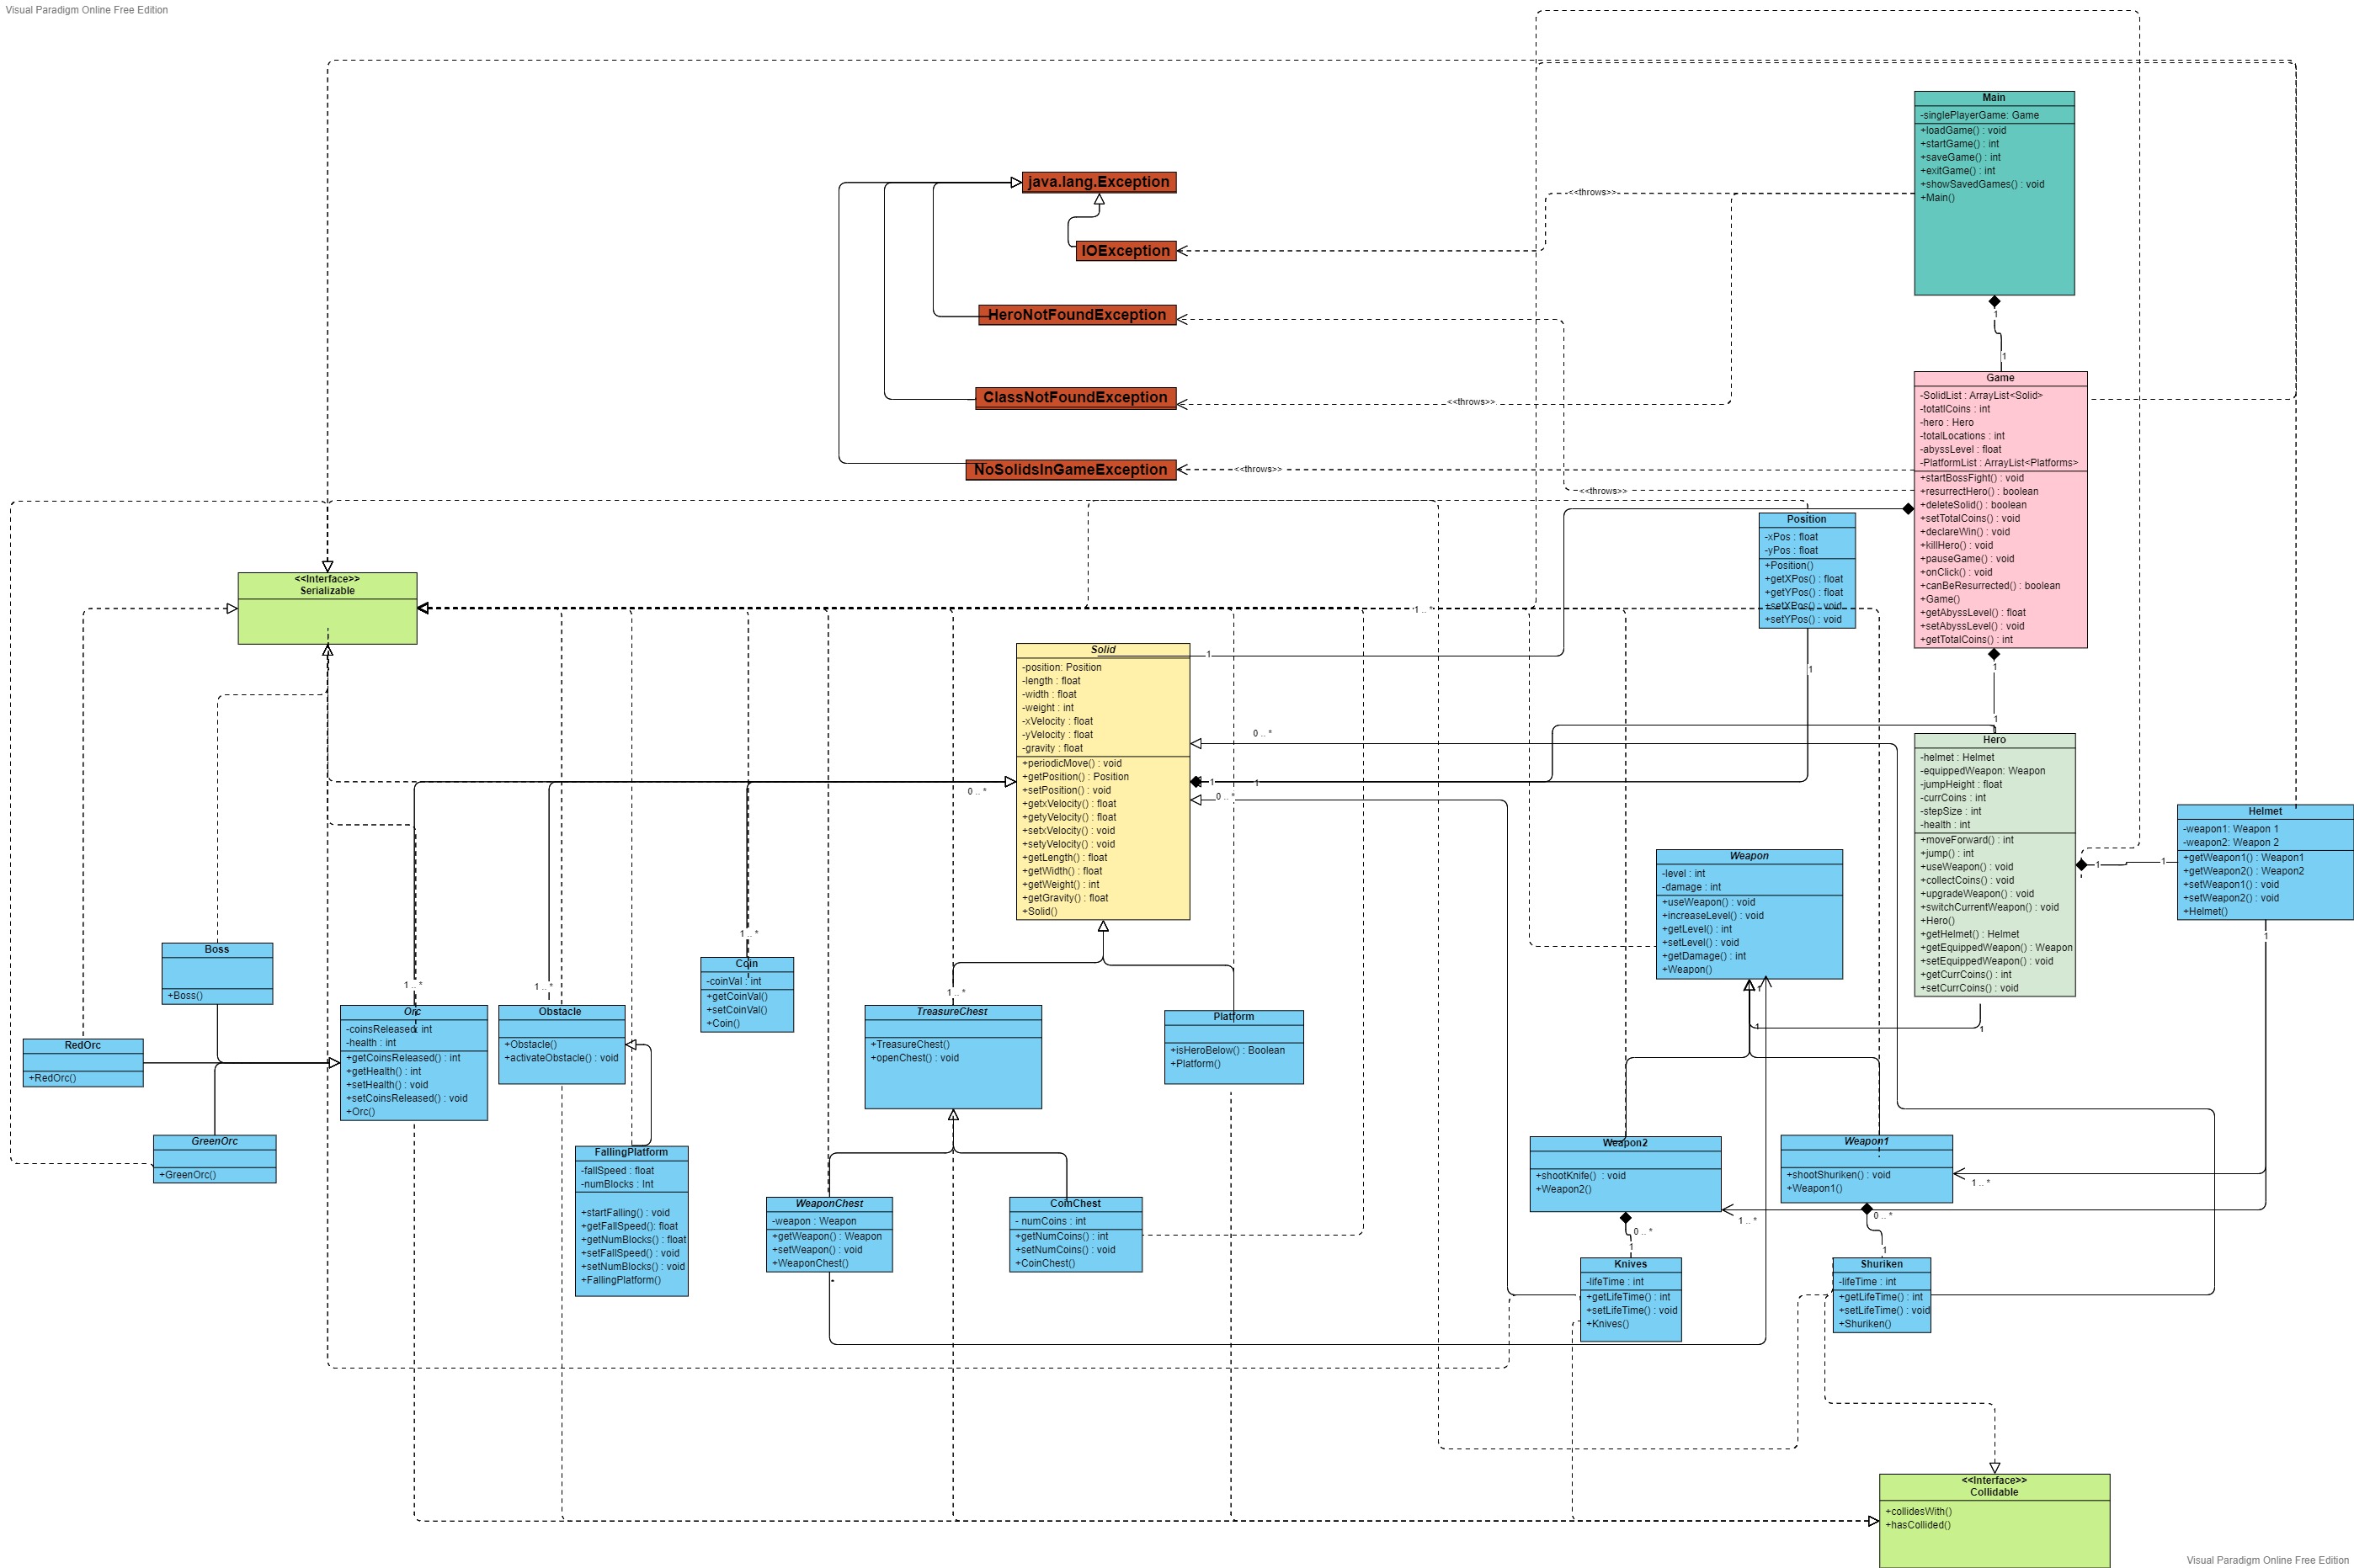 Visual Paradigm Online Free Edition
Main
-singlePlayerGame: Game
+loadGame() : void
+startGame() : int
+saveGame() : int
+exitGame() : int
+showSavedGames() : void
+Main()
java.lang.Exception
<<throws>>
IOException
HeroNotFoundException
1
1
ClassNotFoundException
<<throws>>
NoSolidsInGameException
<<throws>>
<<throws>>
Game
-SolidList : ArrayList<Solid>
-totatlCoins : int
-hero : Hero
-totalLocations : int
-abyssLevel : float
-PlatformList : ArrayList<Platforms>
+startBossFight() : void
+resurrectHero() : boolean
+deleteSolid() : boolean
+setTotalCoins() : void
+declareWin() : void
+killHero() : void
+pauseGame() : void
+onClick() : void
+canBeResurrected() : boolean
+Game()
+getAbyssLevel() : float
+setAbyssLevel() : void
+getTotalCoins() : int
Position
-xPos : float
-yPos : float
+Position()
+getXPos() : float
+getYPos() : float
+setXPos() : void
+setYPos() : void
<<Interface>>
Serializable
1 .. *
1
1
1
1
Solid
-position: Position
-length : float
-width : float
-weight : int
-xVelocity : float
-yVelocity : float
-gravity : float
+periodicMove() : void
+getPosition() : Position
+setPosition() : void
+getxVelocity() : float
+getyVelocity() : float
+setxVelocity() : void
+setyVelocity() : void
+getLength() : float
+getWidth() : float
+getWeight() : int
+getGravity() : float
+Solid()
0 .. *
0 .. *
1
1
0 .. *
Hero
-helmet : Helmet
-equippedWeapon: Weapon
-jumpHeight : float
-currCoins : int
-stepSize : int
-health : int
+moveForward() : int
+jump() : int
+useWeapon() : void
+collectCoins() : void
+upgradeWeapon() : void
+switchCurrentWeapon() : void
+Hero()
+getHelmet() : Helmet
+getEquippedWeapon() : Weapon
+setEquippedWeapon() : void
+getCurrCoins() : int
+setCurrCoins() : void
1
1
Helmet
-weapon1: Weapon 1
-weapon2: Weapon 2
+getWeapon1() : Weapon1
+getWeapon2() : Weapon2
+setWeapon1() : void
+setWeapon2() : void
+Helmet()
1
Weapon
-level : int
-damage : int
+useWeapon() : void
+increaseLevel() : void
+getLevel() : int
+setLevel() : void
+getDamage() : int
+Weapon()
1
1
1
Boss
+Boss()
1 .. *
Coin
-coinVal : int
+getCoinVal()
+setCoinVal()
+Coin()
1 .. *
1 .. *
1 .. *
RedOrc
+RedOrc()
Orc
-coinsReleased: int
-health : int
+getCoinsReleased() : int
+getHealth() : int
+setHealth() : void
+setCoinsReleased() : void
+Orc()
Obstacle
+Obstacle()
+activateObstacle() : void
TreasureChest
+TreasureChest()
+openChest() : void
Platform
+isHeroBelow() : Boolean
+Platform()
GreenOrc
+GreenOrc()
FallingPlatform
-fallSpeed : float
-numBlocks : Int
+startFalling() : void
+getFallSpeed(): float
+getNumBlocks() : float
+setFallSpeed() : void
+setNumBlocks() : void
+FallingPlatform()
WeaponChest
-weapon : Weapon
+getWeapon() : Weapon
+setWeapon() : void
+WeaponChest()
*
CoinChest
- numCoins : int
+getNumCoins() : int
+setNumCoins() : void
+CoinChest()
Weapon2
+shootKnife() : void
+Weapon2()
Weapon1
+shootShuriken() : void
+Weapon1()
1 .. *
1 .. *
0 .. *
1
0 .. *
1
Knives
-lifeTime : int
+getLifeTime() : int
+setLifeTime() : void
+Knives()
Shuriken
-lifeTime : int
+getLifeTime() : int
+setLifeTime() : void
+Shuriken()
<<Interface>>
Collidable
+collidesWith()
+hasCollided()
Visual Paradigm Online Free Edition